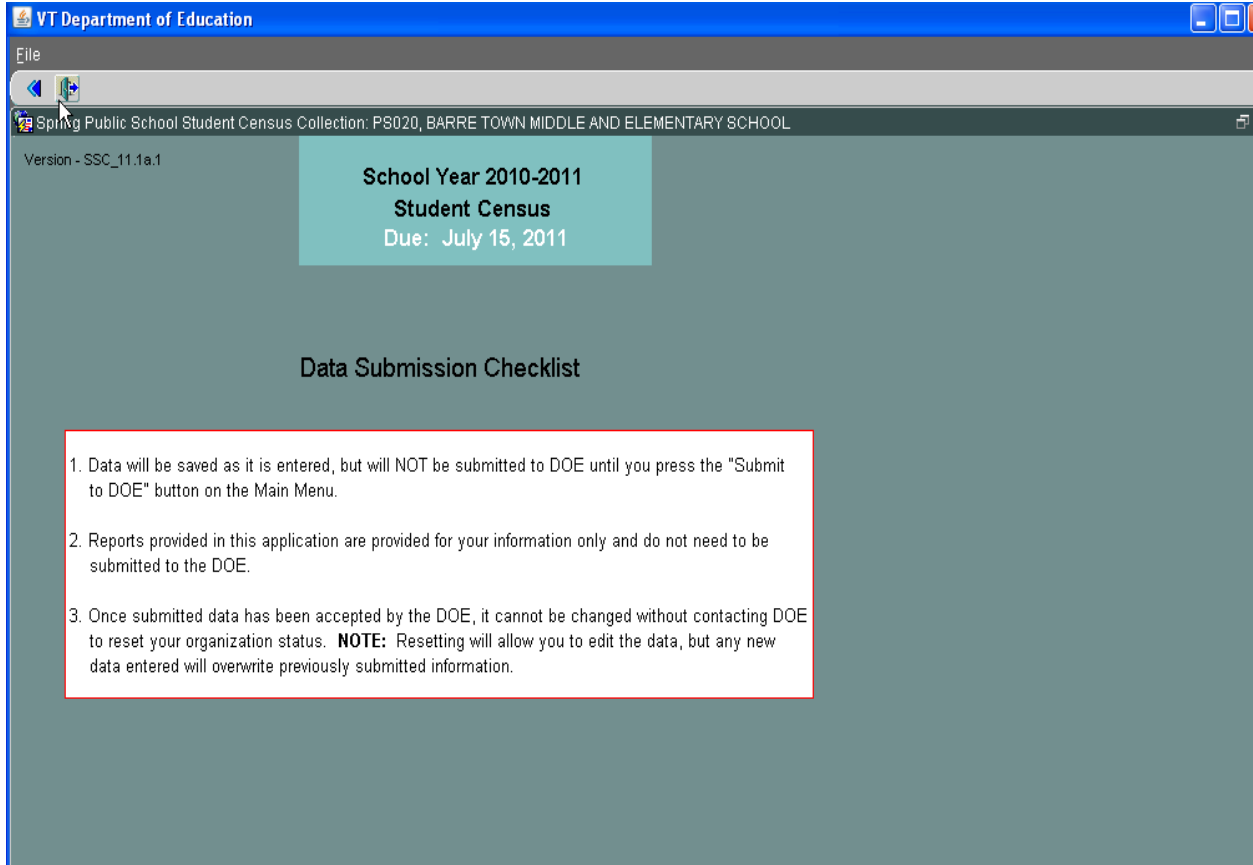 VT Department of Education
File
Spring Public School Student Census Collection: PS020, BARRE TOWN MIDDLE AND ELEMENTARY SCHOOL
Version - SSC_11.1a.1
School Year 2010-2011
Student Census
Due: July 15, 2011
Data Submission Checklist
1. Data will be saved as it is entered, but will NOT be submitted to DOE until you press the "Submit
to DOE" button on the Main Menu.
2. Reports provided in this application are provided for your information only and do not need to be
submitted to the DOE.
3. Once submitted data has been accepted by the DOE, it cannot be changed without contacting DOE
to reset your organization status. NOTE: Resetting will allow you to edit the data, but any new
data entered will overwrite previously submitted information.